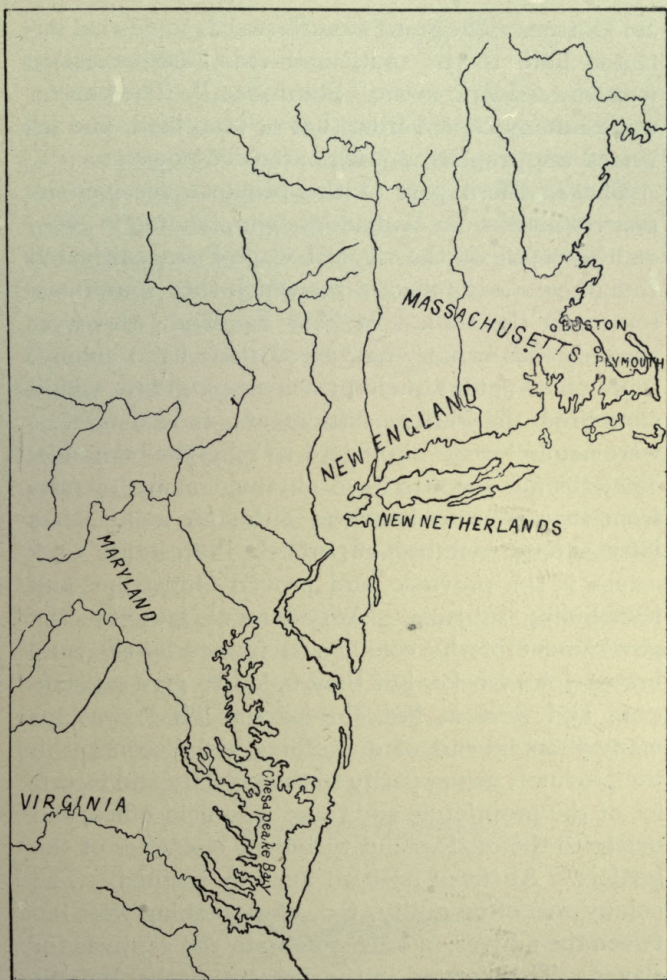 MASSACHUSETTS
BOSTON
PLYMOUTH
NEW ENGLAND
NEW NETHERLANDS
MARYLAND
VIRGINIA
Chesapeake Bay